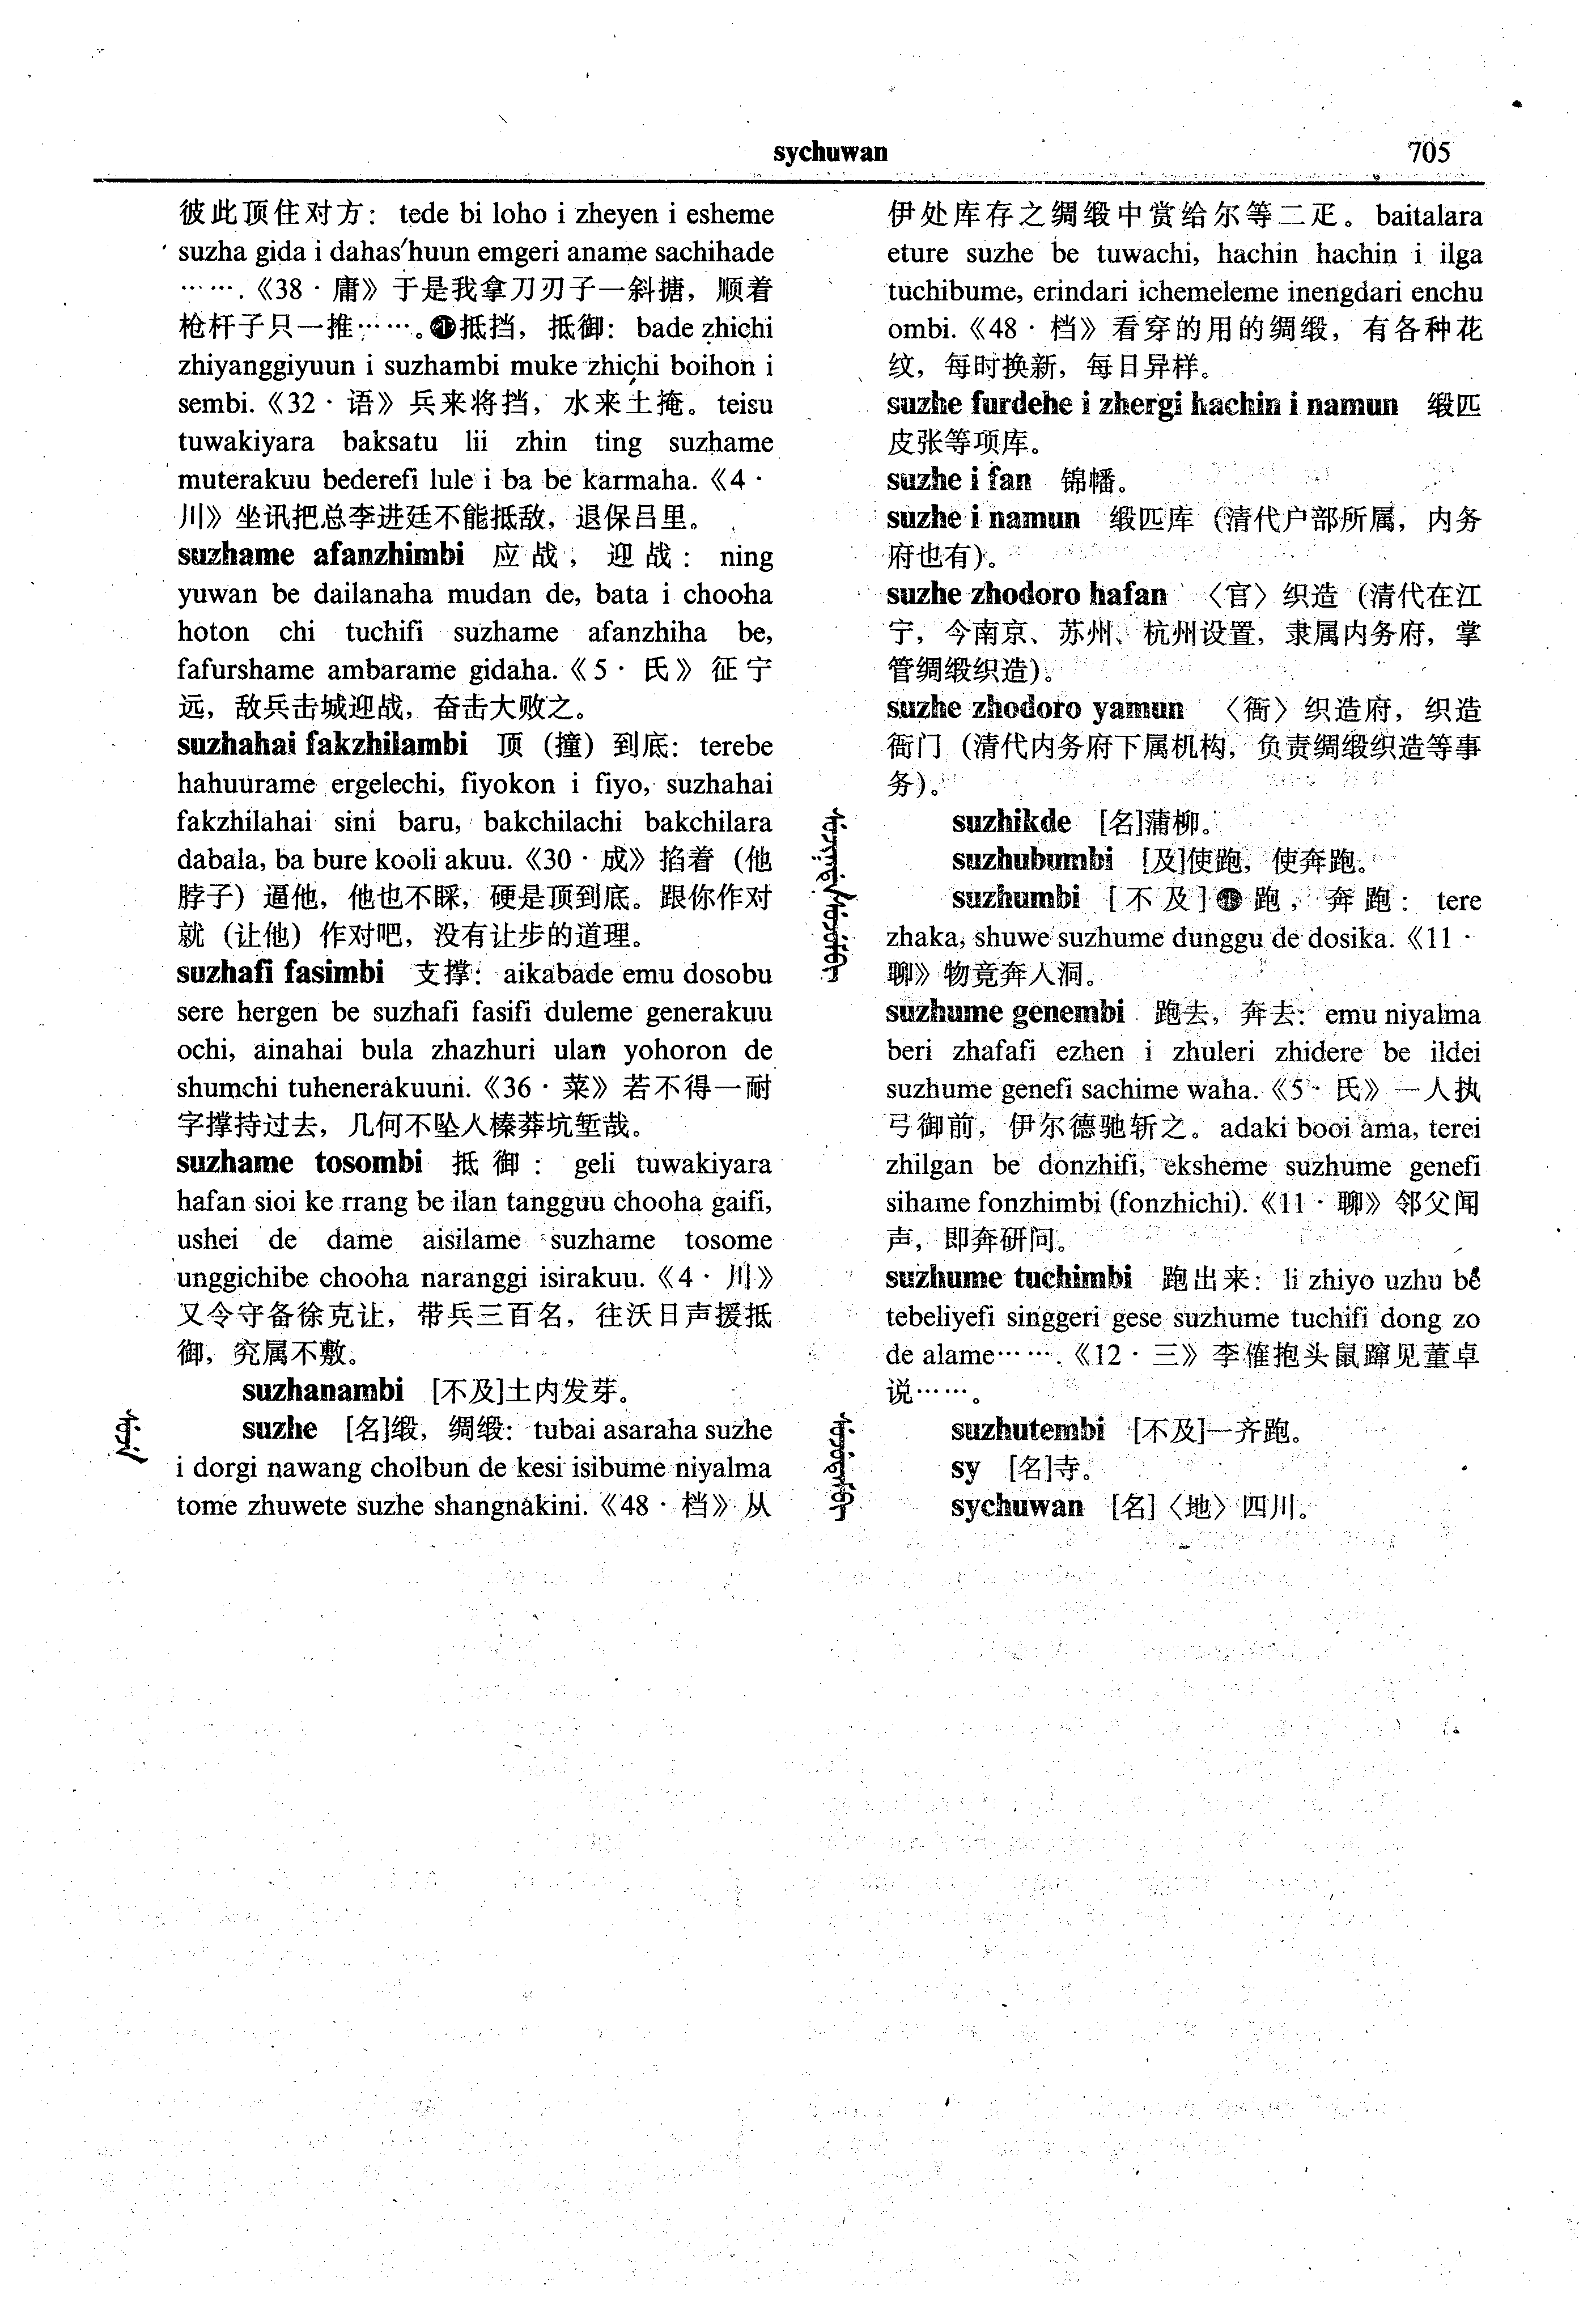 sychuwan
705
彼此顶住对方：tede bi loho i zheyen i esheme
suzha gida i dahas'huun emgeri aname sachihade
…….《38·庸》于是我拿刀刃子一斜搪，顺着
枪杆子只一推……。抵挡，抵御：bade zhichi
zhiyanggiyuun i suzhambi muke zhichi boihon i
sembi.《32·语》兵来将挡，水来土掩。teisu
tuwakiyara baksatu lii zhin ting suzhame
muterakuu bederefi lule i ba be karmaha.《4·
川》坐讯把总李进廷不能抵敌，退保吕里。
suzhame afanzhimbi 应战，迎战：ning
yuwan be dailanaha mudan de, bata i chooha
hoton chi tuchifi suzhame afanzhiha be,
fafurshame ambarame gidaha.《5·氏》征宁
远，敌兵击城迎战，奋击大败之。
suzhahai fakzhilambi 顶（撞）到底：terebe
hahuurame ergelechi, fiyokon i fiyo, suzhahai
fakzhilahai sini baru, bakchilachi bakchilara
dabala, ba bure kooli akuu.《30·成》掐着（他
脖子）逼他，他也不睬，硬是顶到底。跟你作对
就（让他）作对吧，没有让步的道理。
suzhafi fasimbi 支撑：aikabade emu dosobu
sere hergen be suzhafi fasifi duleme generakuu
ochi, ainahai bula zhazhuri ulan yohoron de
shumchi tuhenerakuuni.《36·菜》若不得一耐
字撑持过去，几何不坠人榛莽坑堑哉。
suzhame tosombi 抵御：geli tuwakiyara
hafan sioi ke rrang be ilan tangguu chooha gaifi,
ushei de dame aisilame suzhame tosome
unggichibe chooha naranggi isirakuu.《4·川》
又令守备徐克让，带兵三百名，往沃日声援抵
御，究属不敷。
suzhanambi [不及]土内发芽。
suzhe [名]缎，绸缎：tubai asaraha suzhe
i dorgi nawang cholbun de kesi isibume niyalma
tome zhuwete suzhe shangnakini.《48·档》从
伊处库存之绸缎中赏给尔等二疋。baitalara
eture suzhe be tuwachi, hachin hachin i ilga
tuchibume, erindari ichemeleme inengdari enchu
ombi.《48·档》看穿的用的绸缎，有各种花
纹，每时换新，每日异样。
suzhe furdehe i zhergi hachin i namun 缎匹
皮张等项库。
suzhe i fan 锦幡。
suzhe i namun 缎匹库（清代户部所属，内务
府也有）。
suzhe zhodoro hafan 〈官〉织造（清代在江
宁，今南京、苏州、杭州设置，隶属内务府，掌
管绸缎织造）。
suzhe zhodoro yamun 〈衙〉织造府，织造
衙门（清代内务府下属机构，负责绸缎织造等事
务）。
suzhikde [名]蒲柳。
suzhubumbi [及]使跑，使奔跑。
suzhumbi [不及]跑，奔跑：tere
zhaka, shuwe suzhume dunggu de dosika.《11·
聊》物竟奔人洞。
suzhume genembi 跑去，奔去：emu niyalma
beri zhafafi ezhen i zhuleri zhidere be ildei
suzhume genefi sachime waha.《5·氏》一人执
弓御前，伊尔德驰斩之。adaki booi ama, terei
zhilgan be donzhifi, eksheme suzhume genefi
sihame fonzhimbi (fonzhichi).《11·聊》邻父闻
声，即奔研问。
suzhume tuchimbi 跑出来：li zhiyo uzhu be
tebeliyefi singgeri gese suzhume tuchifi dong zo
de alame…….《12·三》李傕抱头鼠蹿见董卓
说……。
suzhutembi [不及]一齐跑。
sy [名]寺。
sychuwan [名]〈地〉四川。